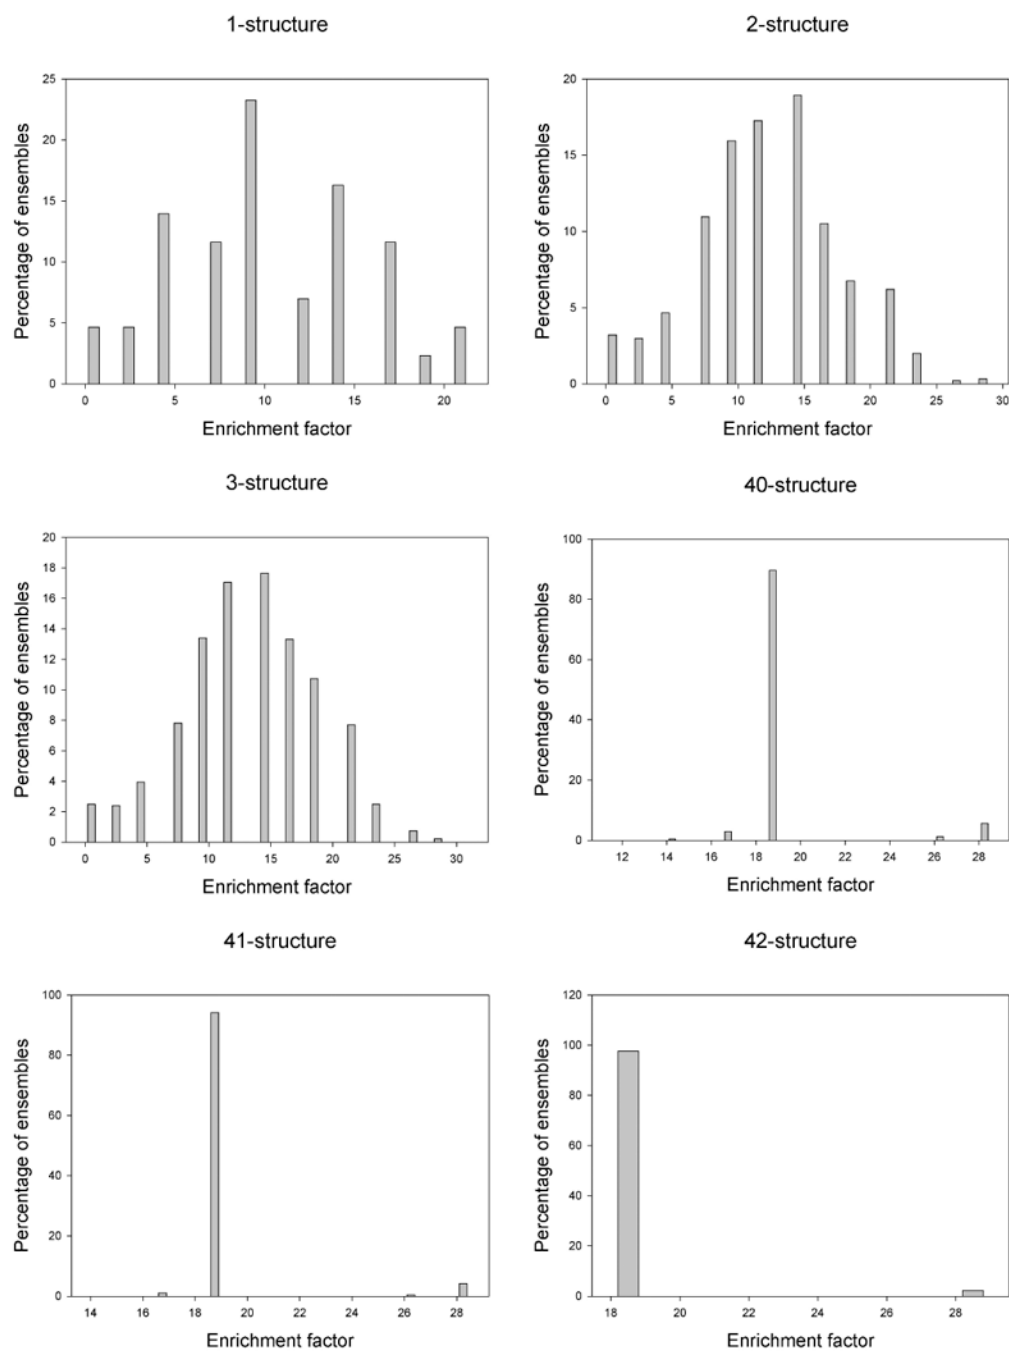 1-structure
25
20
15
10
5
0
Percentage of ensembles
0 5 10 15 20
Enrichment factor
2-structure
20
15
10
5
0
Percentage of ensembles
0 5 10 15 20 25 30
Enrichment factor
3-structure
20
18
16
14
12
10
8
6
4
2
0
Percentage of ensembles
0 5 10 15 20 25 30
Enrichment factor
40-structure
100
80
60
40
20
0
Percentage of ensembles
12 14 16 18 20 22 24 26 28
Enrichment factor
41-structure
100
80
60
40
20
0
Percentage of ensembles
14 16 18 20 22 24 26 28
Enrichment factor
42-structure
120
100
80
60
40
20
0
Percentage of ensembles
18 20 22 24 26 28
Enrichment factor